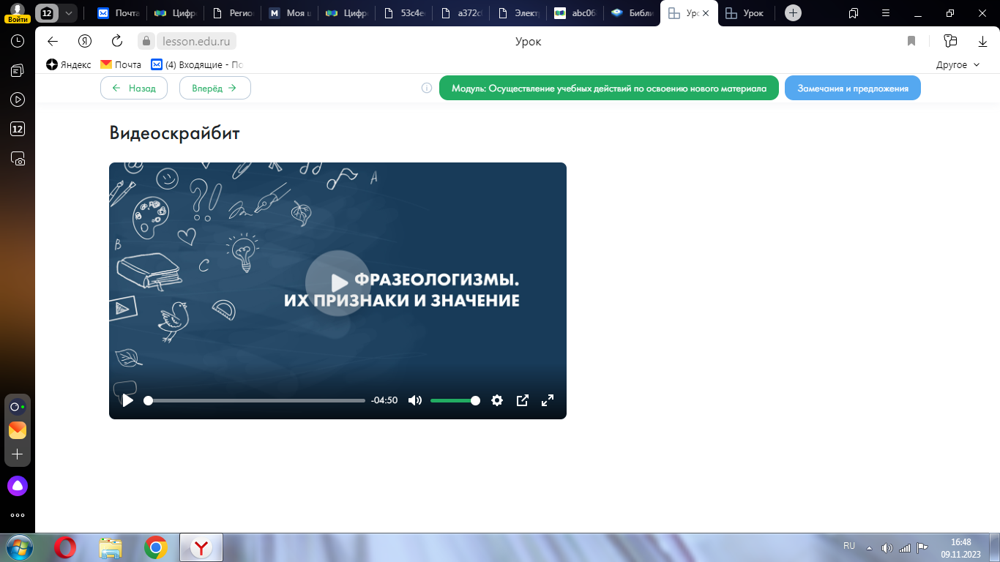 Войти
12
Почта
Цифр
Регио
Моя ш
Цифр
53c4e
a372c
Элект
abc06
Библи
Уро
Урок
lesson.edu.ru
Урок
Яндекс
Почта
(4) Входящие - По
Другое
12
Назад
Вперёд
Модуль: Осуществление учебных действий по освоению нового материала
Замечания и предложения
Видеоскрайбит
A
B
C
ФРАЗЕОЛОГИЗМЫ.
ИХ ПРИЗНАКИ И ЗНАЧЕНИЕ
-04:50
RU
16:48
09.11.2023